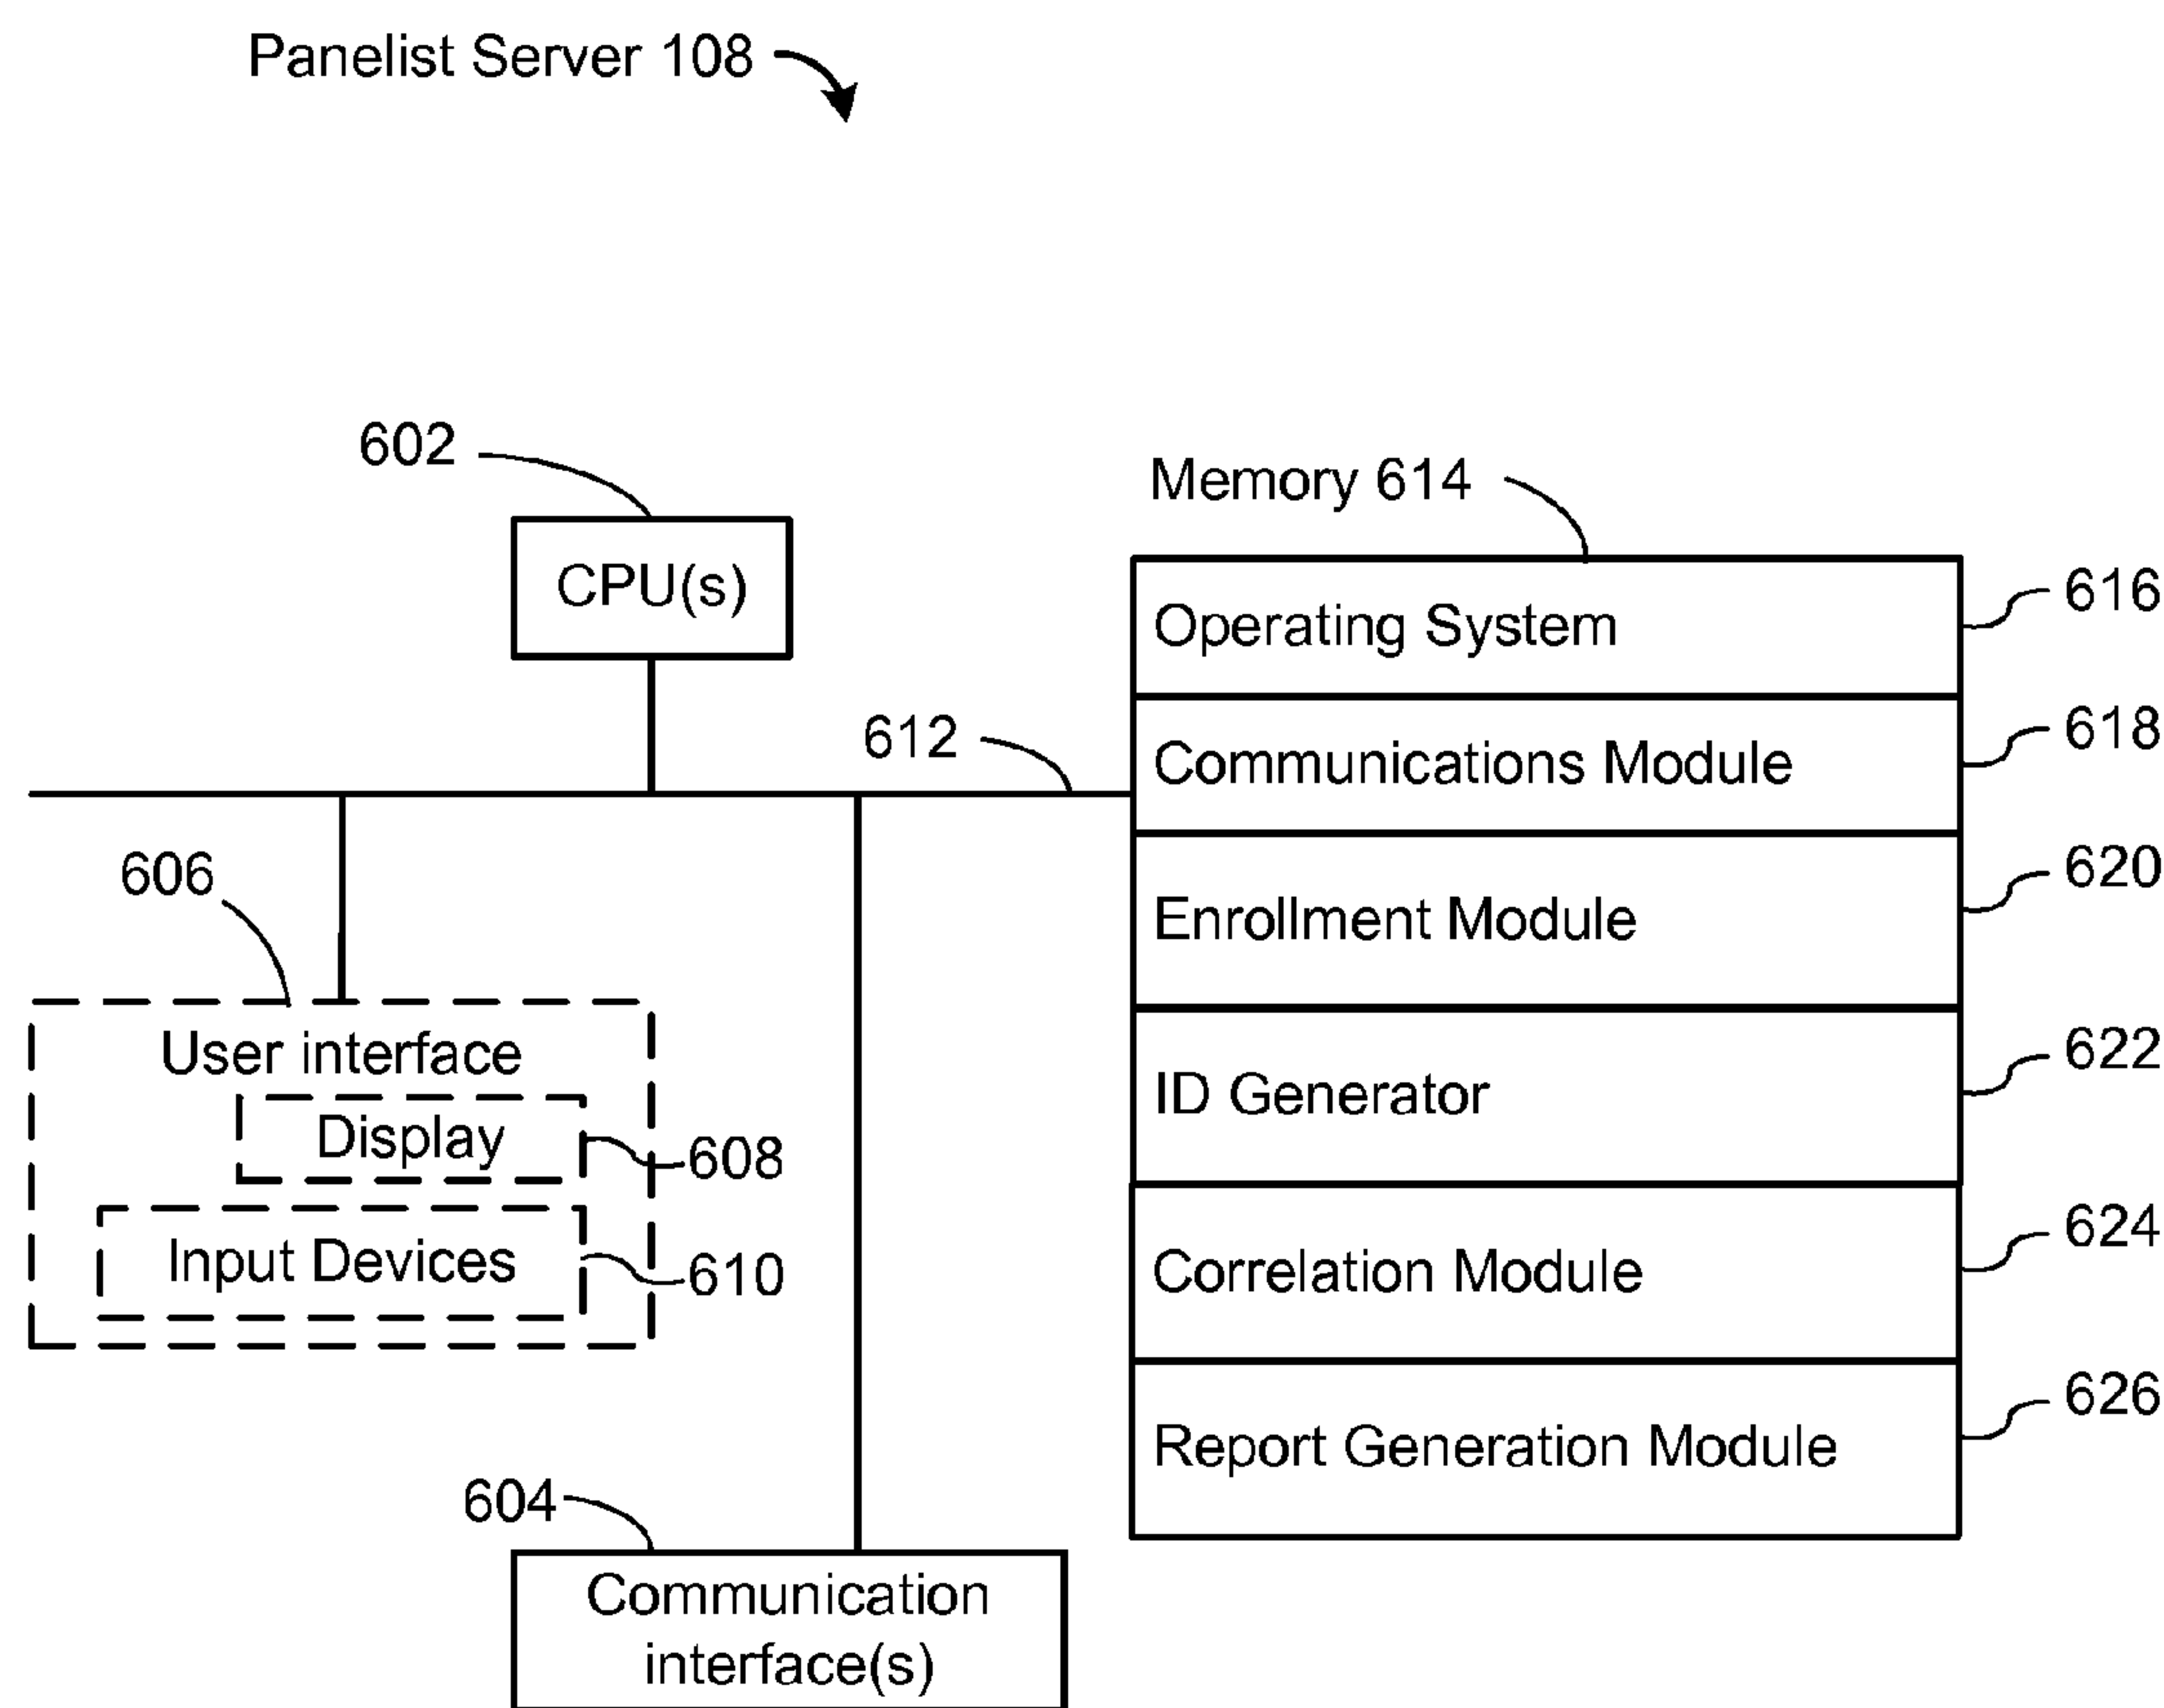 Panelist Server 108
602
CPU(s)
Memory 614
Operating System
616
Communications Module
618
612
Enrollment Module
620
606
User interface
Display
608
Input Devices
610
ID Generator
622
Correlation Module
624
Report Generation Module
626
604
Communication
interface(s)